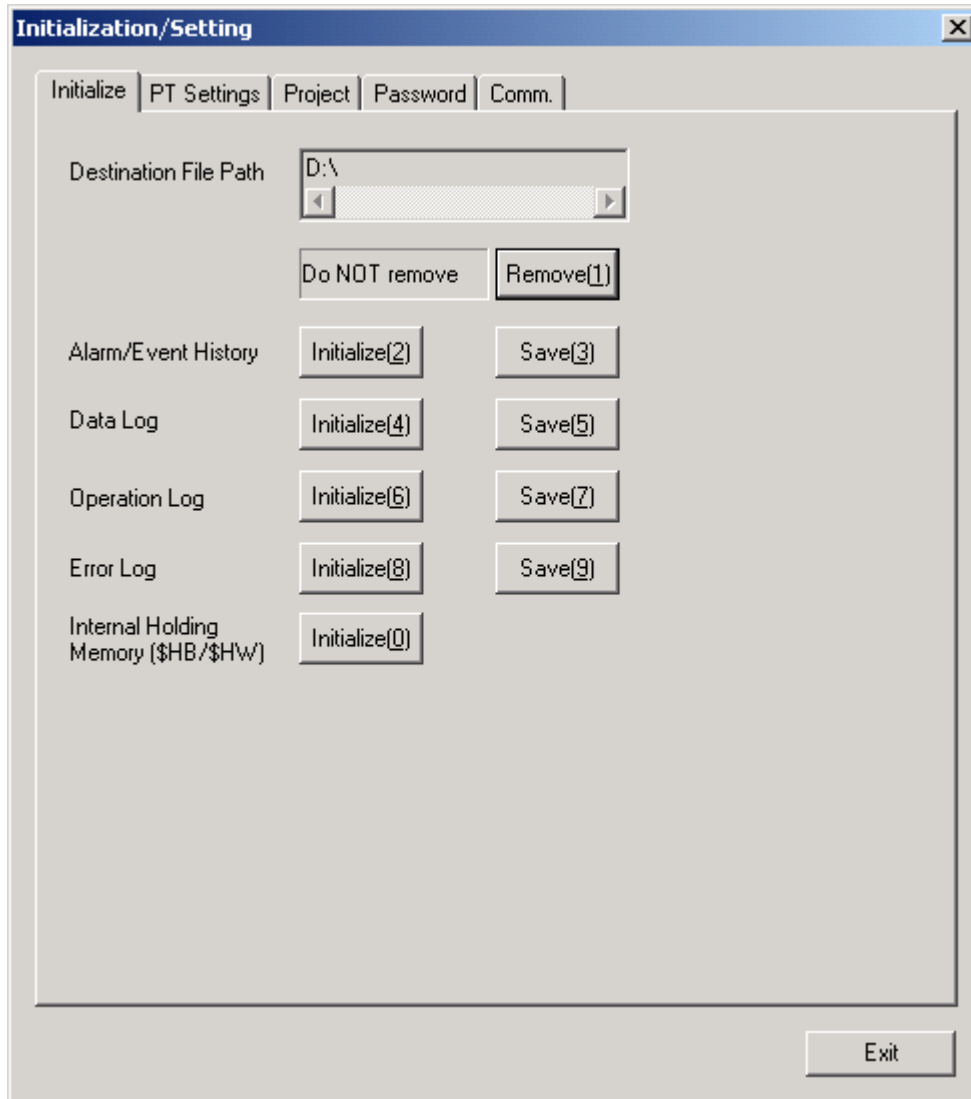 Initialization/Setting
Initialize PT Settings Project Password Comm.
Destination File Path D:\
Do NOT remove Remove(1)
Alarm/Event History Initialize(2) Save(3)
Data Log Initialize(4) Save(5)
Operation Log Initialize(6) Save(7)
Error Log Initialize(8) Save(9)
Internal Holding
Memory ($HB/$HW) Initialize(0)
Exit